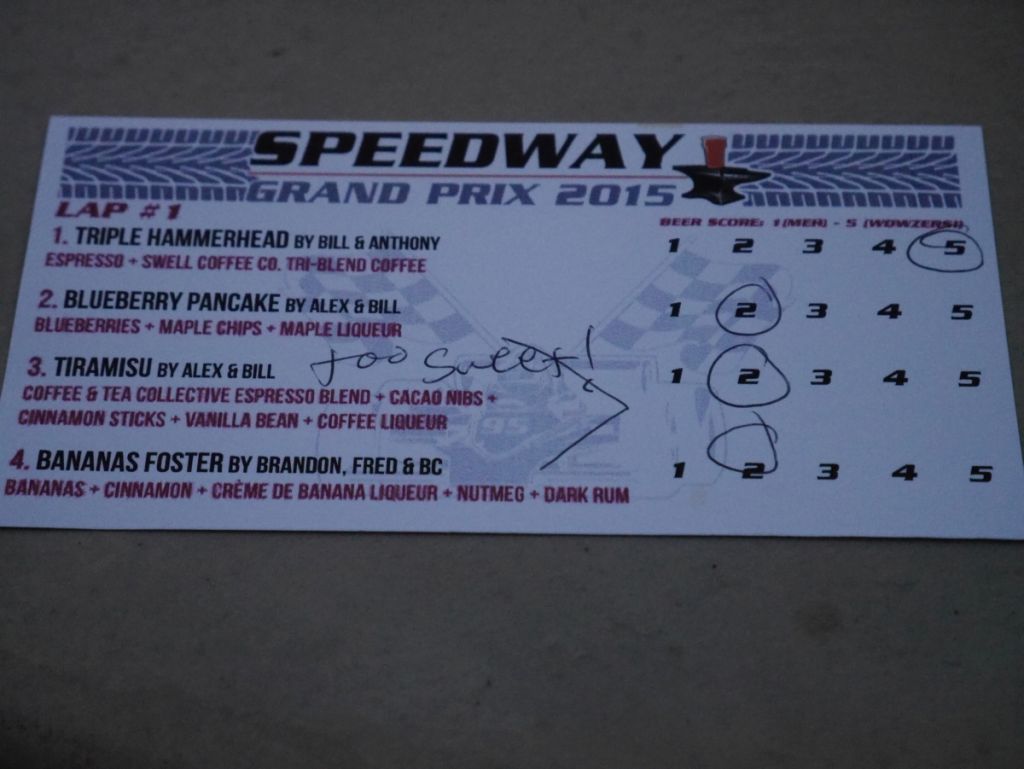 SPEEDWAY
GRAND PRIX 2015
LAP #1
BEER SCORE: 1 (MEH) - 5 (WOWZERS!)
1. TRIPLE HAMMERHEAD BY BILL & ANTHONY 1 2 3 4 5
ESPRESSO + SWELL COFFEE CO. TRI-BLEND COFFEE
2. BLUEBERRY PANCAKE BY ALEX & BILL 1 2 3 4 5
BLUEBERRIES + MAPLE CHIPS + MAPLE LIQUEUR
too sweet!
3. TIRAMISU BY ALEX & BILL 1 2 3 4 5
COFFEE & TEA COLLECTIVE ESPRESSO BLEND + CACAO NIBS +
CINNAMON STICKS + VANILLA BEAN + COFFEE LIQUEUR
95
4. BANANAS FOSTER BY BRANDON, FRED & BC 1 2 3 4 5
BANANAS + CINNAMON + CRÈME DE BANANA LIQUEUR + NUTMEG + DARK RUM